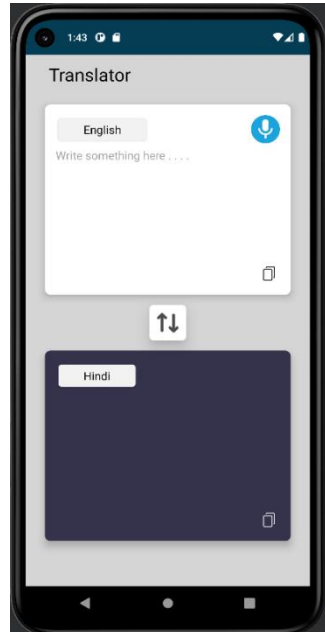 1:43
Translator
English
Write something here . . . .
Hindi